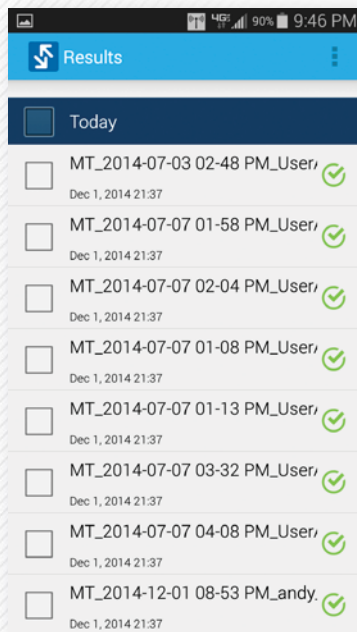 4G 90% 9:46 PM
Results
Today
MT_2014-07-03 02-48 PM_User
Dec 1, 2014 21:37
MT_2014-07-07 01-58 PM_User
Dec 1, 2014 21:37
MT_2014-07-07 02-04 PM_User
Dec 1, 2014 21:37
MT_2014-07-07 01-08 PM_User
Dec 1, 2014 21:37
MT_2014-07-07 01-13 PM_User
Dec 1, 2014 21:37
MT_2014-07-07 03-32 PM_User
Dec 1, 2014 21:37
MT_2014-07-07 04-08 PM_User
Dec 1, 2014 21:37
MT_2014-12-01 08-53 PM_andy
Dec 1, 2014 21:37